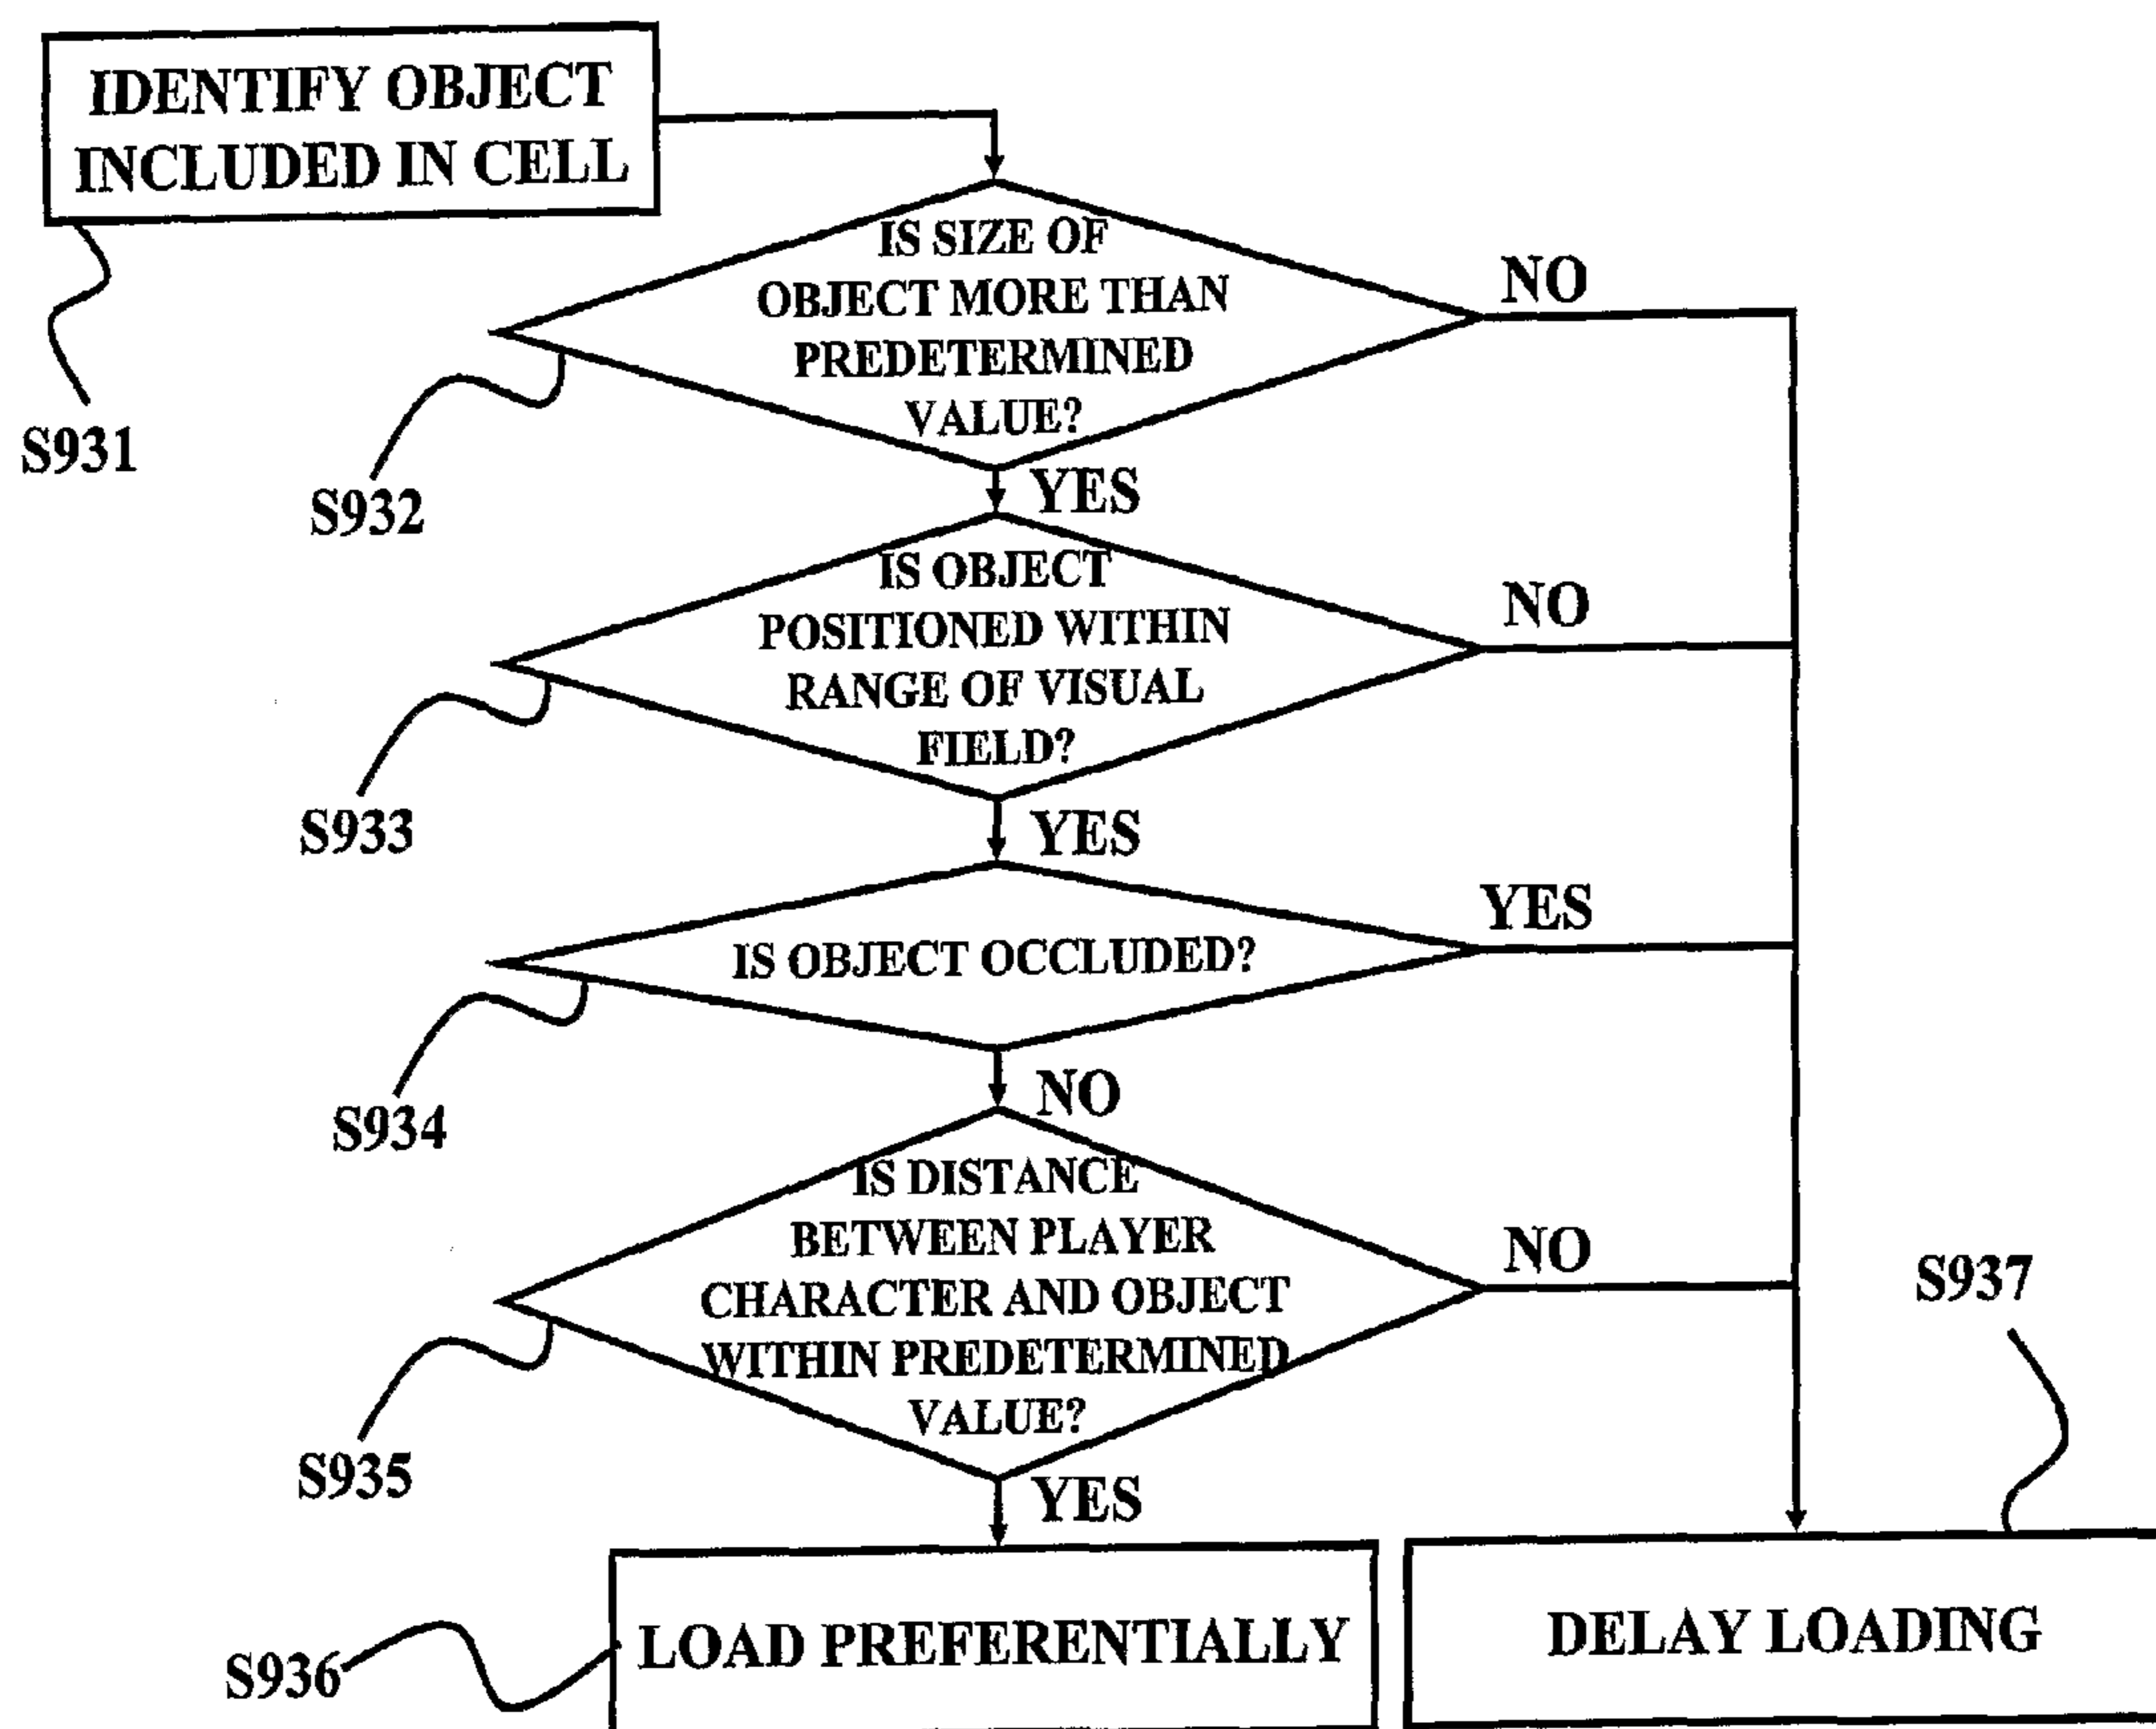 IDENTIFY OBJECT
INCLUDED IN CELL
S931
IS SIZE OF
OBJECT MORE THAN
PREDETERMINED
VALUE?
NO
S932
YES
IS OBJECT
POSITIONED WITHIN
RANGE OF VISUAL
FIELD?
NO
S933
YES
IS OBJECT OCCLUDED?
YES
S934
NO
IS DISTANCE
BETWEEN PLAYER
CHARACTER AND OBJECT
WITHIN PREDETERMINED
VALUE?
NO
S935
YES
S937
LOAD PREFERENTIALLY
S936
DELAY LOADING